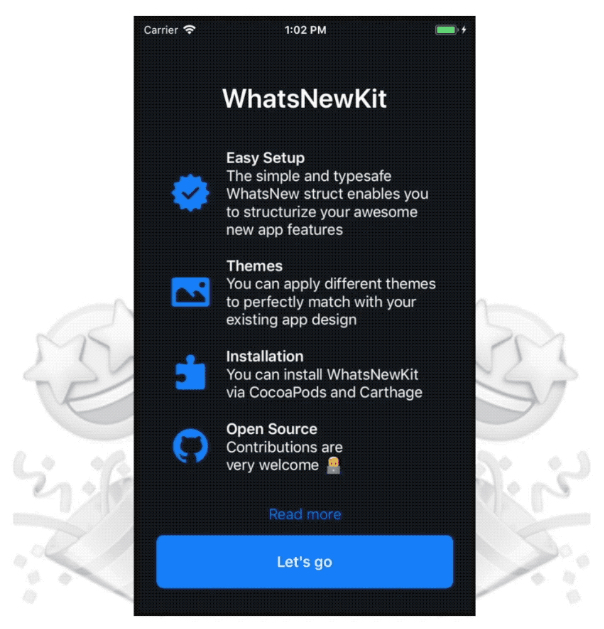 Carrier 1:02 PM
WhatsNewKit
Easy Setup
The simple and typesafe
WhatsNew struct enables you
to structurize your awesome
new app features
Themes
You can apply different themes
to perfectly match with your
existing app design
Installation
You can install WhatsNewKit
via CocoaPods and Carthage
Open Source
Contributions are
very welcome 👨‍💻
Read more
Let's go